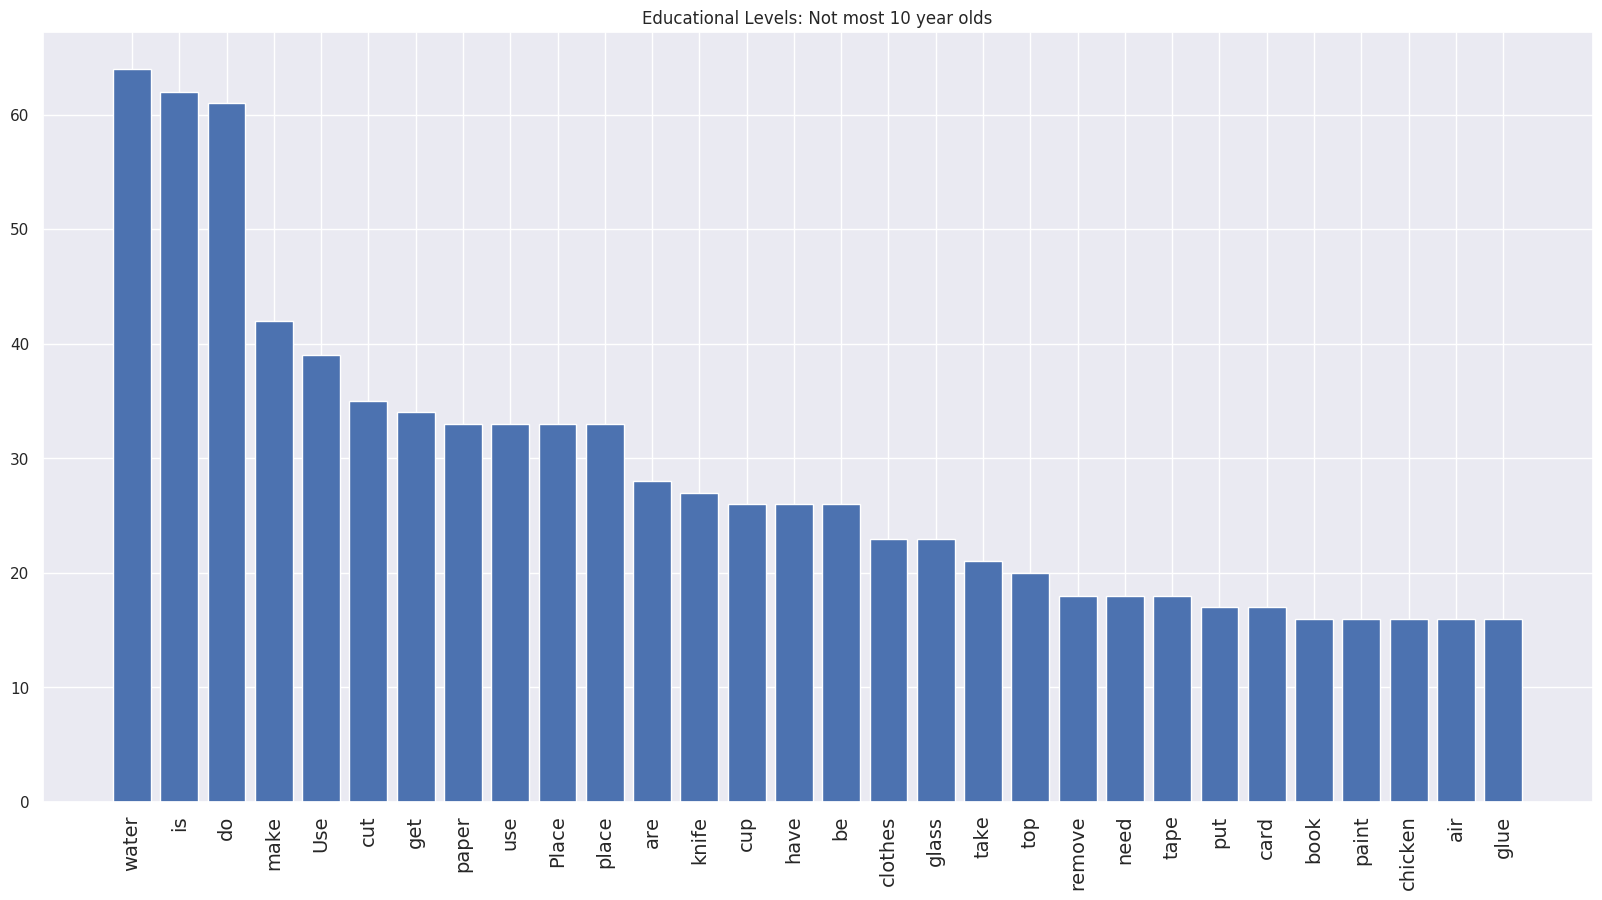 Educational Levels: Not most 10 year olds
60
50
40
30
20
10
0
water
is
do
make
Use
cut
get
paper
use
Place
place
are
knife
cup
have
be
clothes
glass
take
top
remove
need
tape
put
card
book
paint
chicken
air
glue